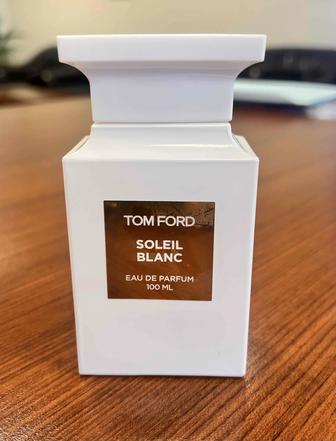 TOM FORD
SOLEIL
BLANC
EAU DE PARFUM
100 ML